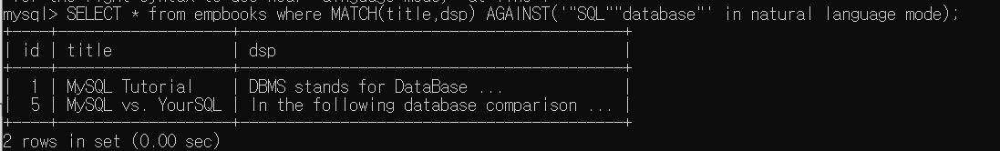 mysql> SELECT * from empbooks where MATCH(title,dsp) AGAINST('"SQL""database"' in natural language mode);
+----+--------------------+-------------------------------------------+
| id | title              | dsp                                       |
+----+--------------------+-------------------------------------------+
|  1 | MySQL Tutorial     | DBMS stands for DataBase ...              |
|  5 | MySQL vs. YourSQL  | In the following database comparison ...  |
+----+--------------------+-------------------------------------------+
2 rows in set (0.00 sec)